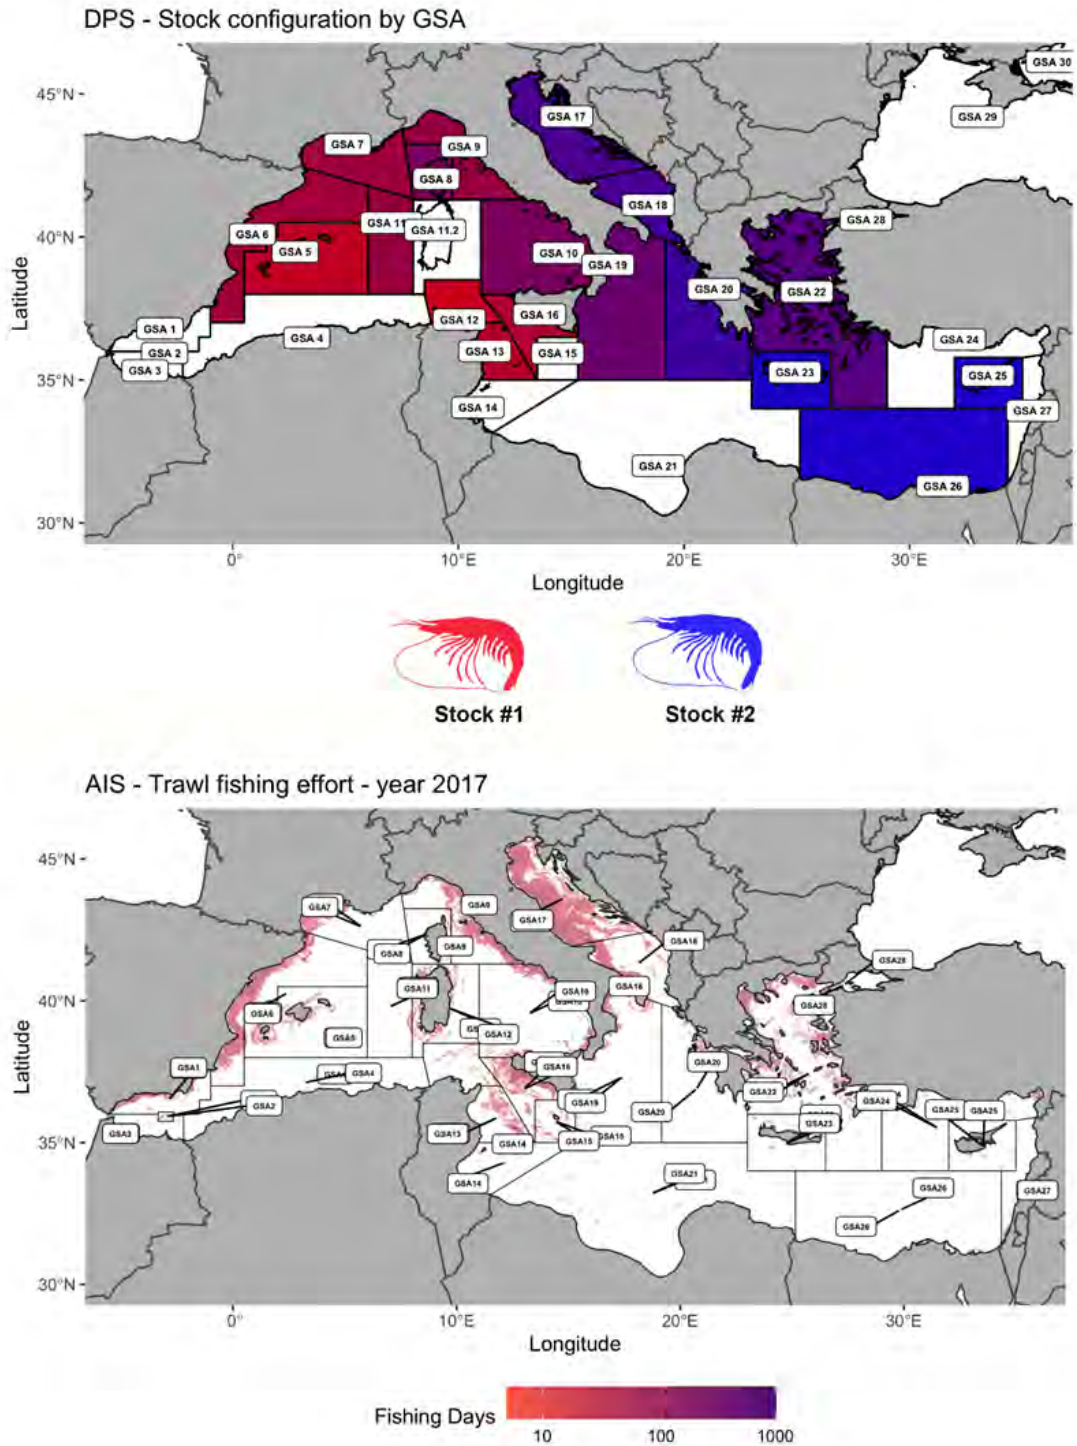 DPS - Stock configuration by GSA
Latitude
45°N
40°N
35°N
30°N
GSA 30
GSA 29
GSA 17
GSA 7
GSA 9
GSA 8
GSA 18
GSA 28
GSA 6
GSA 11
GSA 11.2
GSA 5
GSA 10
GSA 19
GSA 20
GSA 22
GSA 1
GSA 16
GSA 12
GSA 4
GSA 24
GSA 2
GSA 13
GSA 15
GSA 3
GSA 23
GSA 25
GSA 14
GSA 27
GSA 21
GSA 26
0°
10°E
20°E
30°E
Longitude
Stock #1
Stock #2
AIS - Trawl fishing effort - year 2017
Latitude
45°N
40°N
35°N
30°N
GSA7
GSA9
GSA17
GSA8
GSA9
GSA18
GSA28
GSA11
GSA10
GSA18
GSA28
GSA6
GSA5
GSA12
GSA1
GSA4
GSA16
GSA20
GSA22
GSA2
GSA19
GSA20
GSA24
GSA25
GSA25
GSA3
GSA13
GSA14
GSA15
GSA23
GSA14
GSA21
GSA26
GSA27
GSA26
0°
10°E
20°E
30°E
Longitude
Fishing Days
10
100
1000